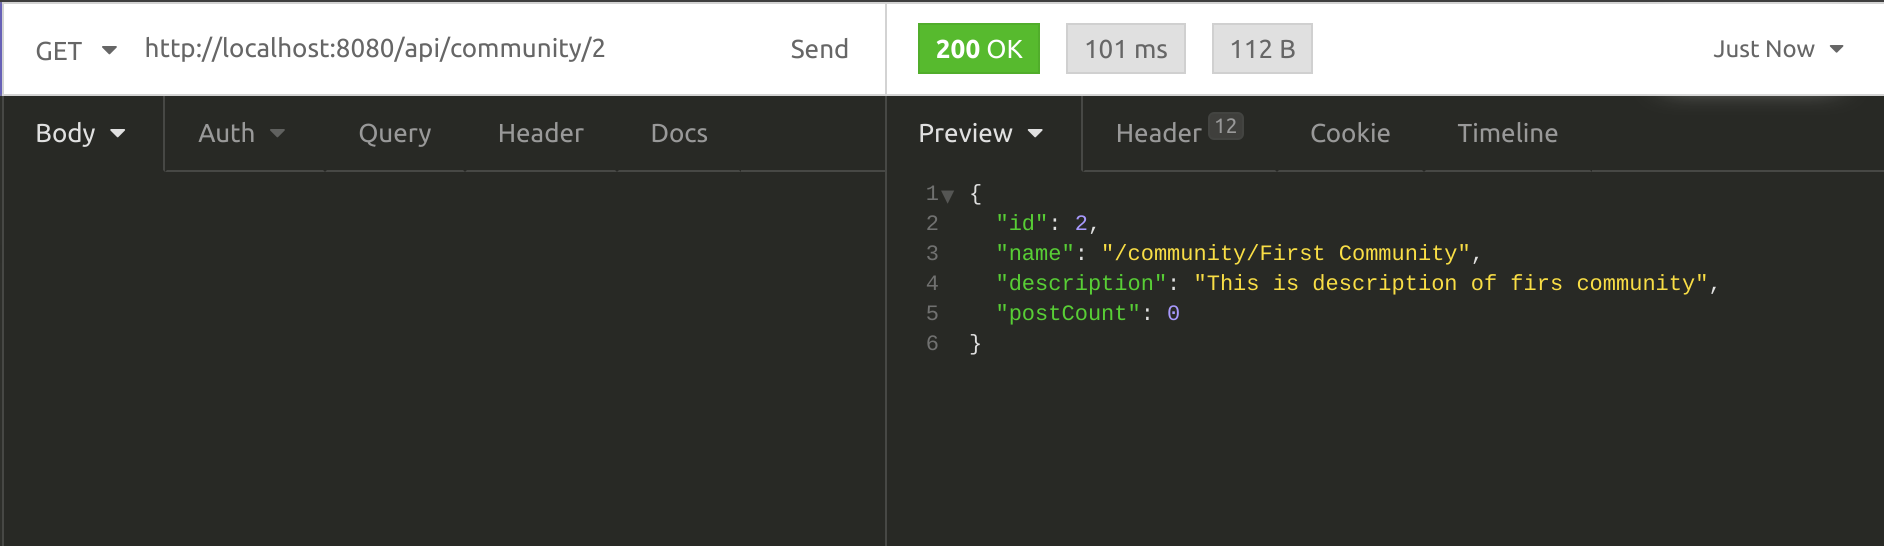 GET http://localhost:8080/api/community/2 Send 200 OK 101 ms 112 B Just Now
Body Auth Query Header Docs Preview Header 12 Cookie Timeline
1 {
2 "id": 2,
3 "name": "/community/First Community",
4 "description": "This is description of firs community",
5 "postCount": 0
6 }